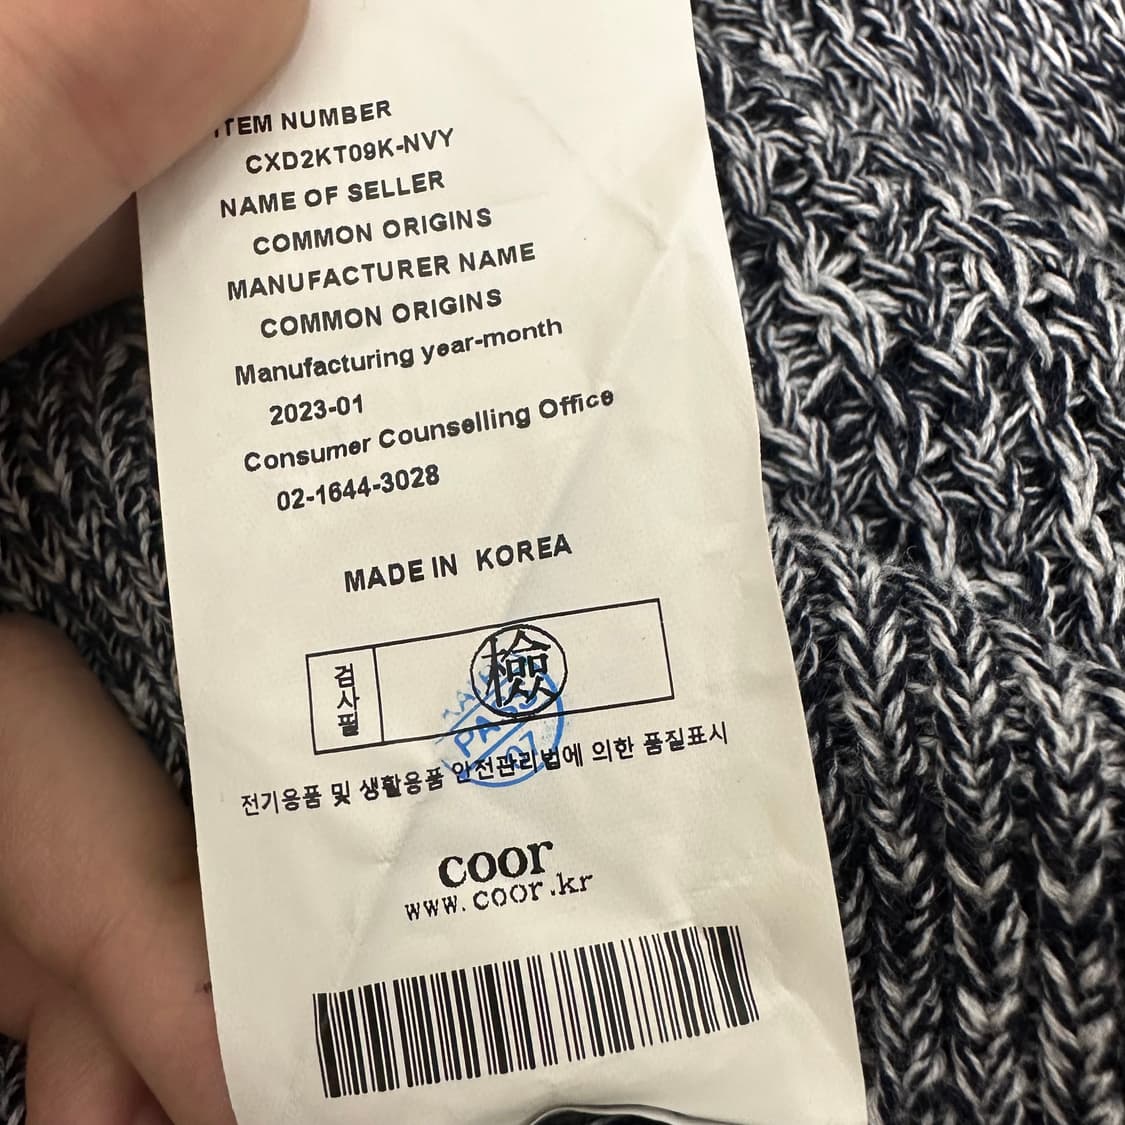 ITEM NUMBER
CXD2KT09K-NVY
NAME OF SELLER
COMMON ORIGINS
MANUFACTURER NAME
COMMON ORIGINS
Manufacturing year-month
2023-01
Consumer Counselling Office
02-1644-3028
MADE IN KOREA
검사필
檢
PASS
07
전기용품 및 생활용품 안전관리법에 의한 품질표시
coor
www.coor.kr